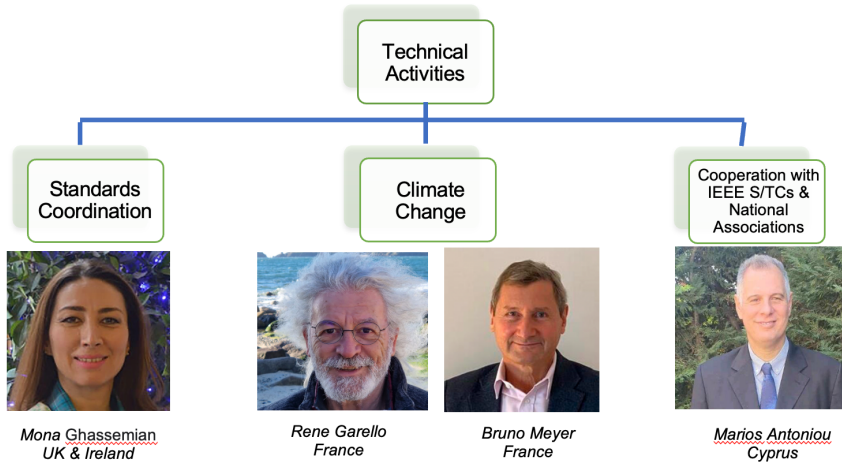 Technical
Activities
Standards
Coordination
Climate
Change
Cooperation with
IEEE S/TCs &
National
Associations
Mona Ghassemian
UK & Ireland
Rene Garello
France
Bruno Meyer
France
Marios Antoniou
Cyprus